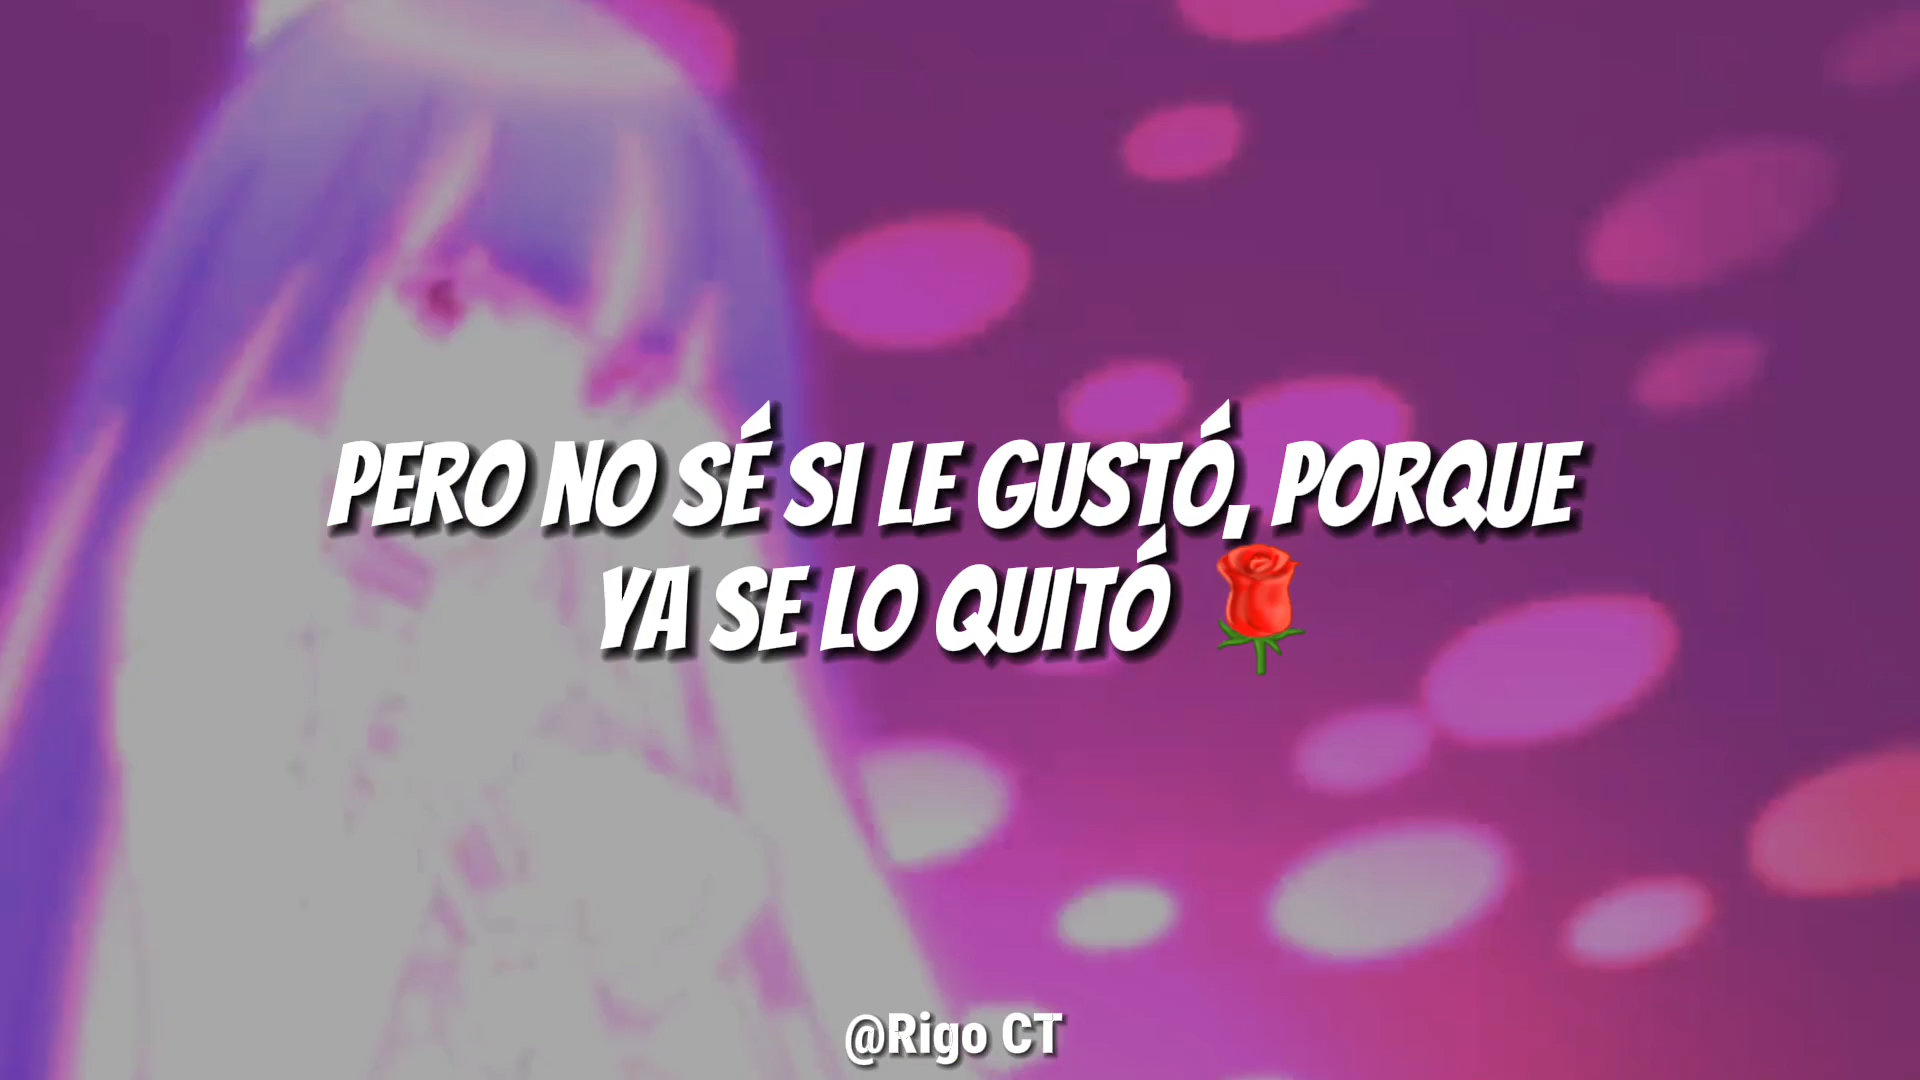 PERO NO SÉ SI LE GUSTÓ, PORQUE
YA SE LO QUITÓ 🌹
@Rigo CT